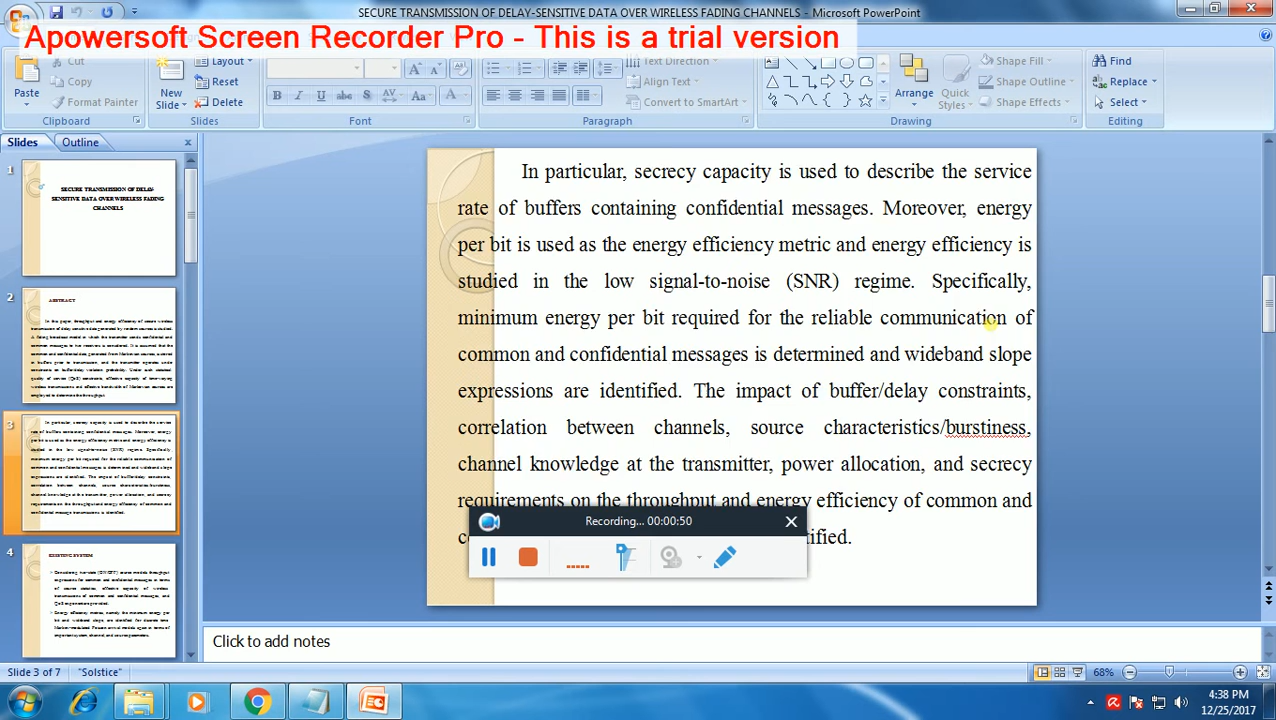 SECURE TRANSMISSION OF DELAY-SENSITIVE DATA OVER WIRELESS FADING CHANNELS - Microsoft PowerPoint
Apowersoft Screen Recorder Pro - This is a trial version
Paste
Cut
Copy
Format Painter
Clipboard
New
Slide
Layout
Reset
Delete
Slides
Font
Text Direction
Align Text
Convert to SmartArt
Paragraph
Arrange
Quick
Styles
Shape Fill
Shape Outline
Shape Effects
Drawing
Find
Replace
Select
Editing
Slides
Outline
1
SECURE TRANSMISSION OF DELAY-
SENSITIVE DATA OVER WIRELESS FADING
CHANNELS
2
ABSTRACT
3
4
EXISTING SYSTEM
In particular, secrecy capacity is used to describe the service
rate of buffers containing confidential messages. Moreover, energy
per bit is used as the energy efficiency metric and energy efficiency is
studied in the low signal-to-noise (SNR) regime. Specifically,
minimum energy per bit required for the reliable communication of
common and confidential messages is determined and wideband slope
expressions are identified. The impact of buffer/delay constraints,
correlation between channels, source characteristics/burstiness,
channel knowledge at the transmitter, power allocation, and secrecy
requirements on the throughput and energy efficiency of common and
Recording... 00:00:50
Click to add notes
Slide 3 of 7
"Solstice"
68%
4:38 PM
12/25/2017